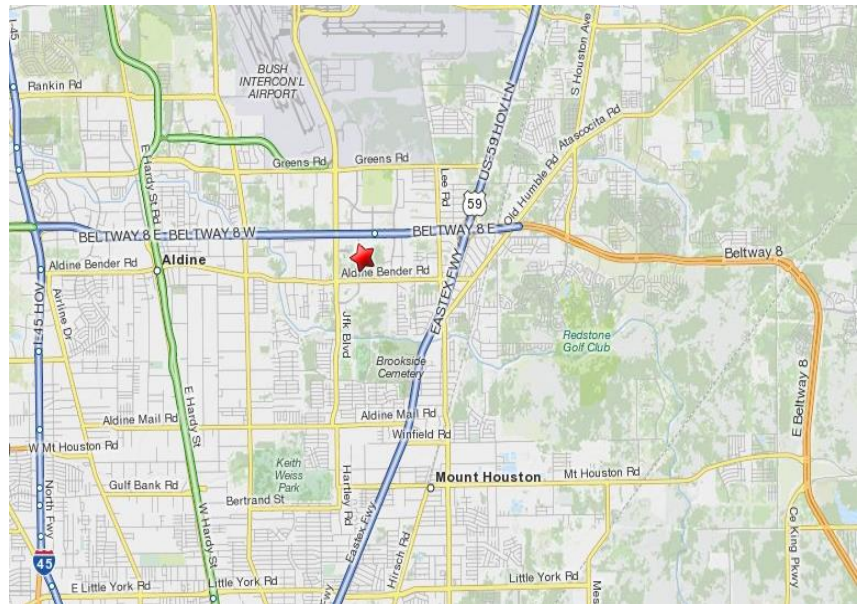 I-45
S Houston Ave
BUSH
INTERCON'L
AIRPORT
Rankin Rd
US-59 HOV LN
Atascocita Rd
E Hardy St Rd
Greens Rd
Greens Rd
Lee Rd
Old Humble Rd
59
BELTWAY 8 E-BELTWAY 8 W
BELTWAY 8 E
Beltway 8
Aldine Bender Rd
Aldine
Aldine Bender Rd
I-45 HOV
Airline Dr
Jfk Blvd
EASTEX FWY
Redstone
Golf Club
Brookside
Cemetery
E Hardy St
E Beltway 8
Aldine Mail Rd
Aldine Mail Rd
Winfield Rd
W Mt Houston Rd
Keith
Weiss
Park
Mount Houston
Mt Houston Rd
Gulf Bank Rd
Hartley Rd
Bertrand St
North Fwy
W Hardy St
Eastex Fwy
Hirsch Rd
Ce King Pkwy
45
E Little York Rd
Little York Rd
Fwy
Little York Rd
Mes